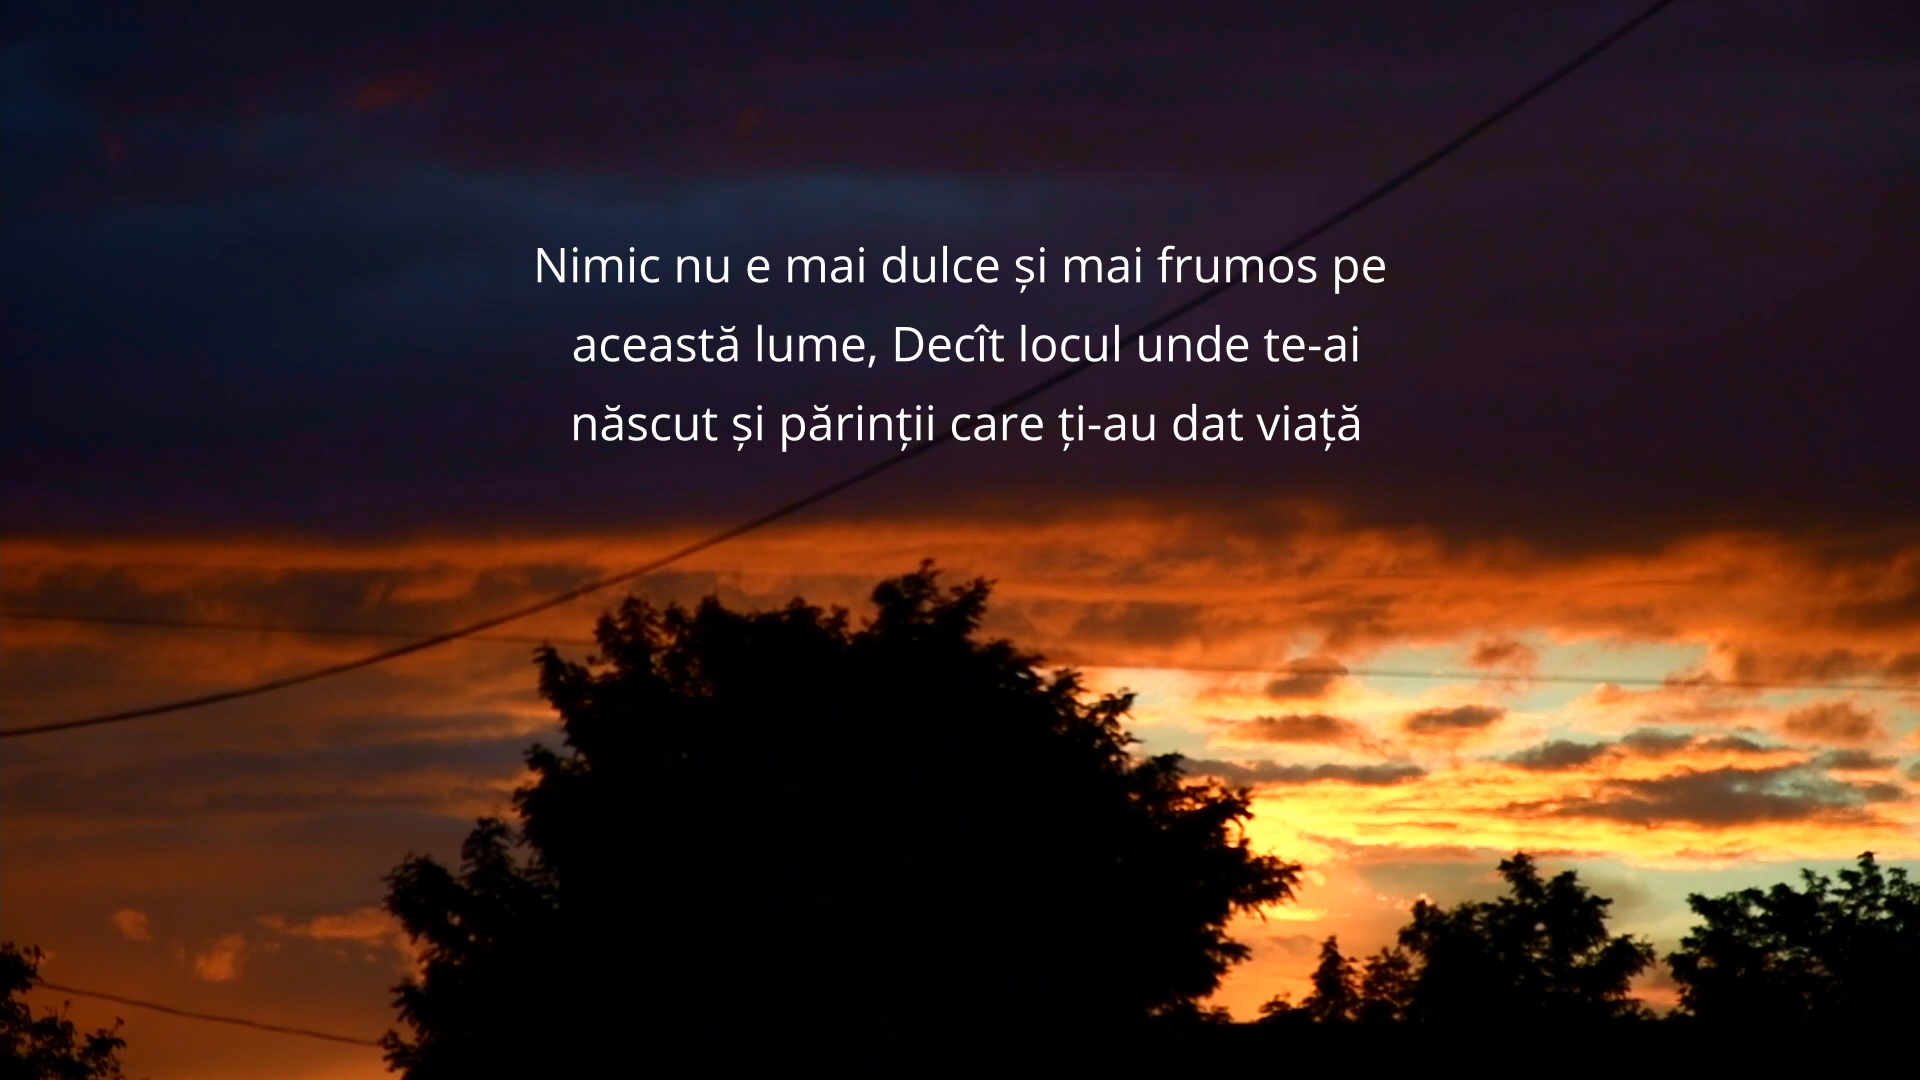 Nimic nu e mai dulce și mai frumos pe
această lume, Decît locul unde te-ai
născut și părinții care ți-au dat viață